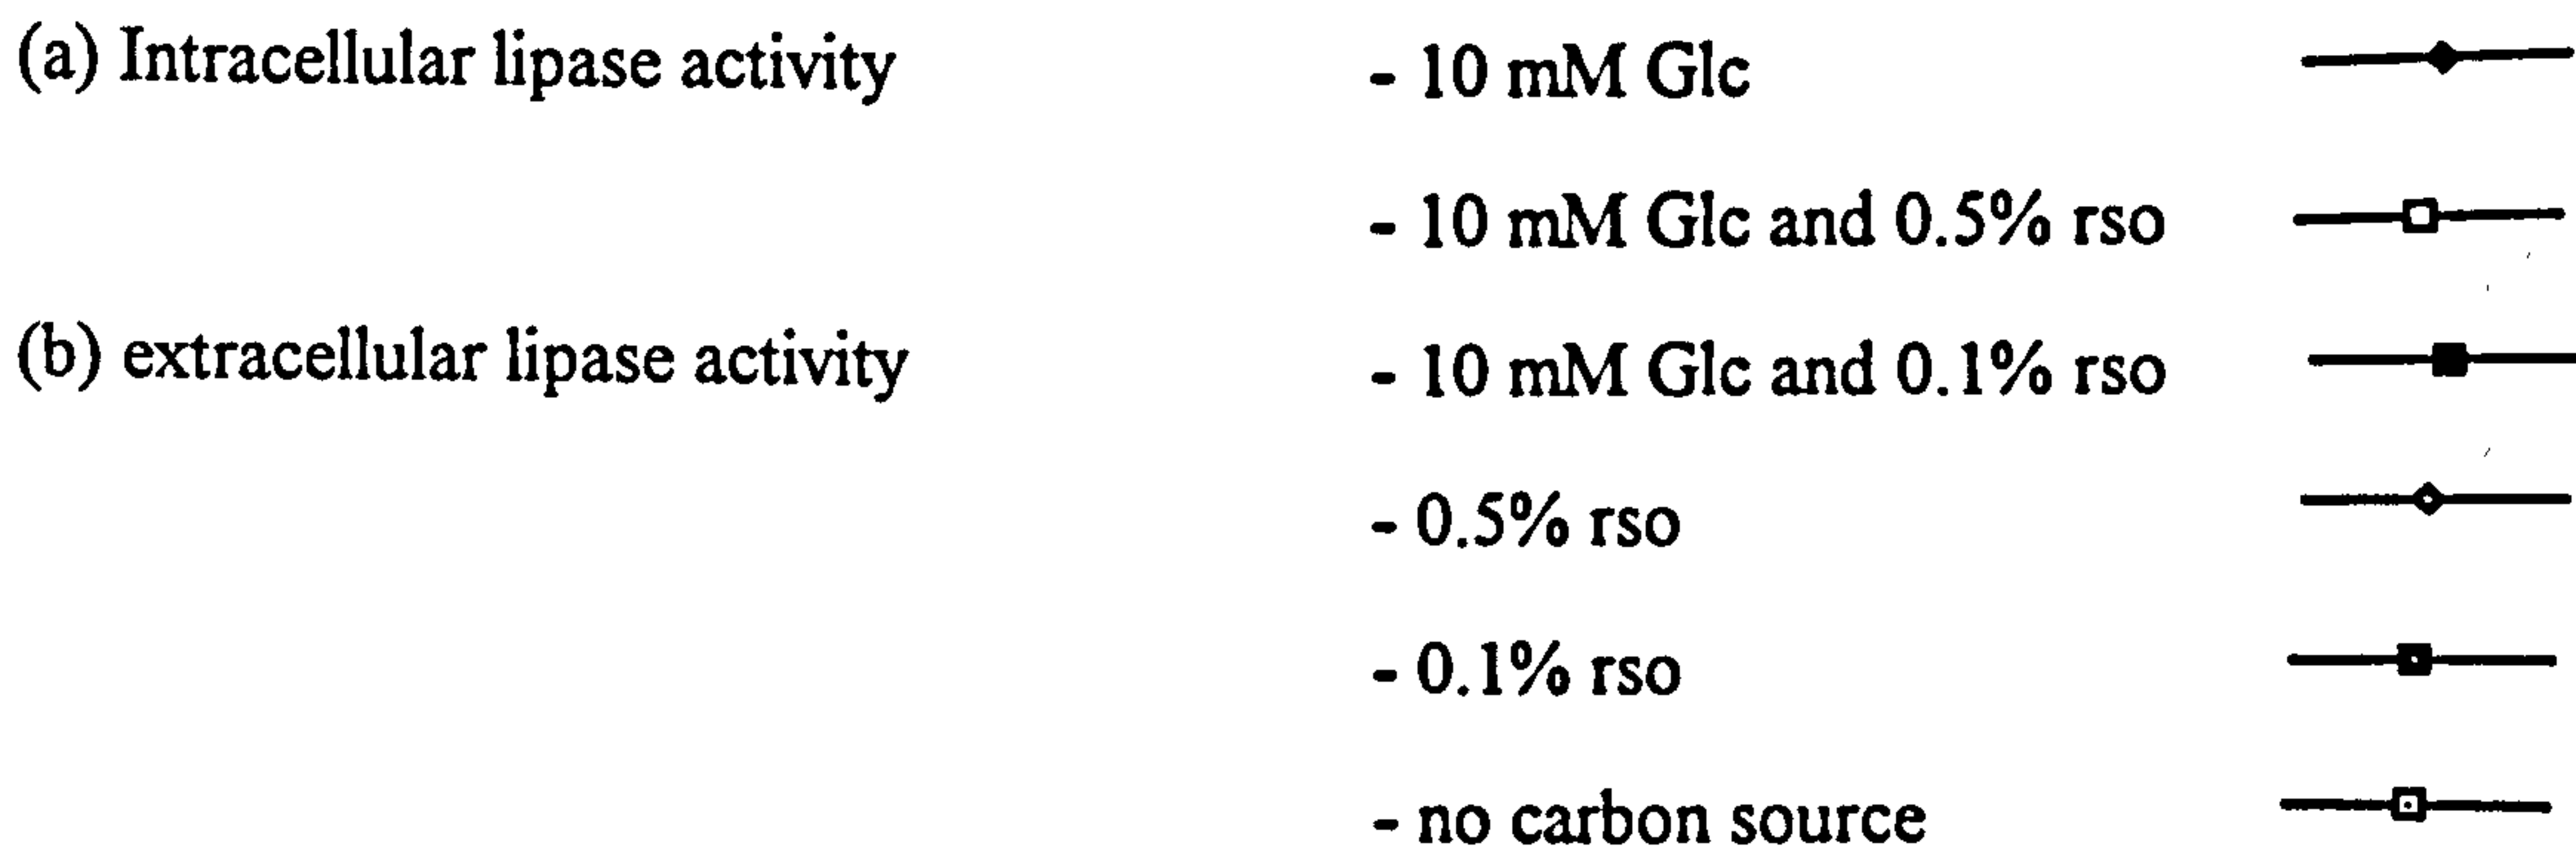 (a) Intracellular lipase activity - 10 mM Glc
- 10 mM Glc and 0.5% rso
(b) extracellular lipase activity - 10 mM Glc and 0.1% rso
- 0.5% rso
- 0.1% rso
- no carbon source